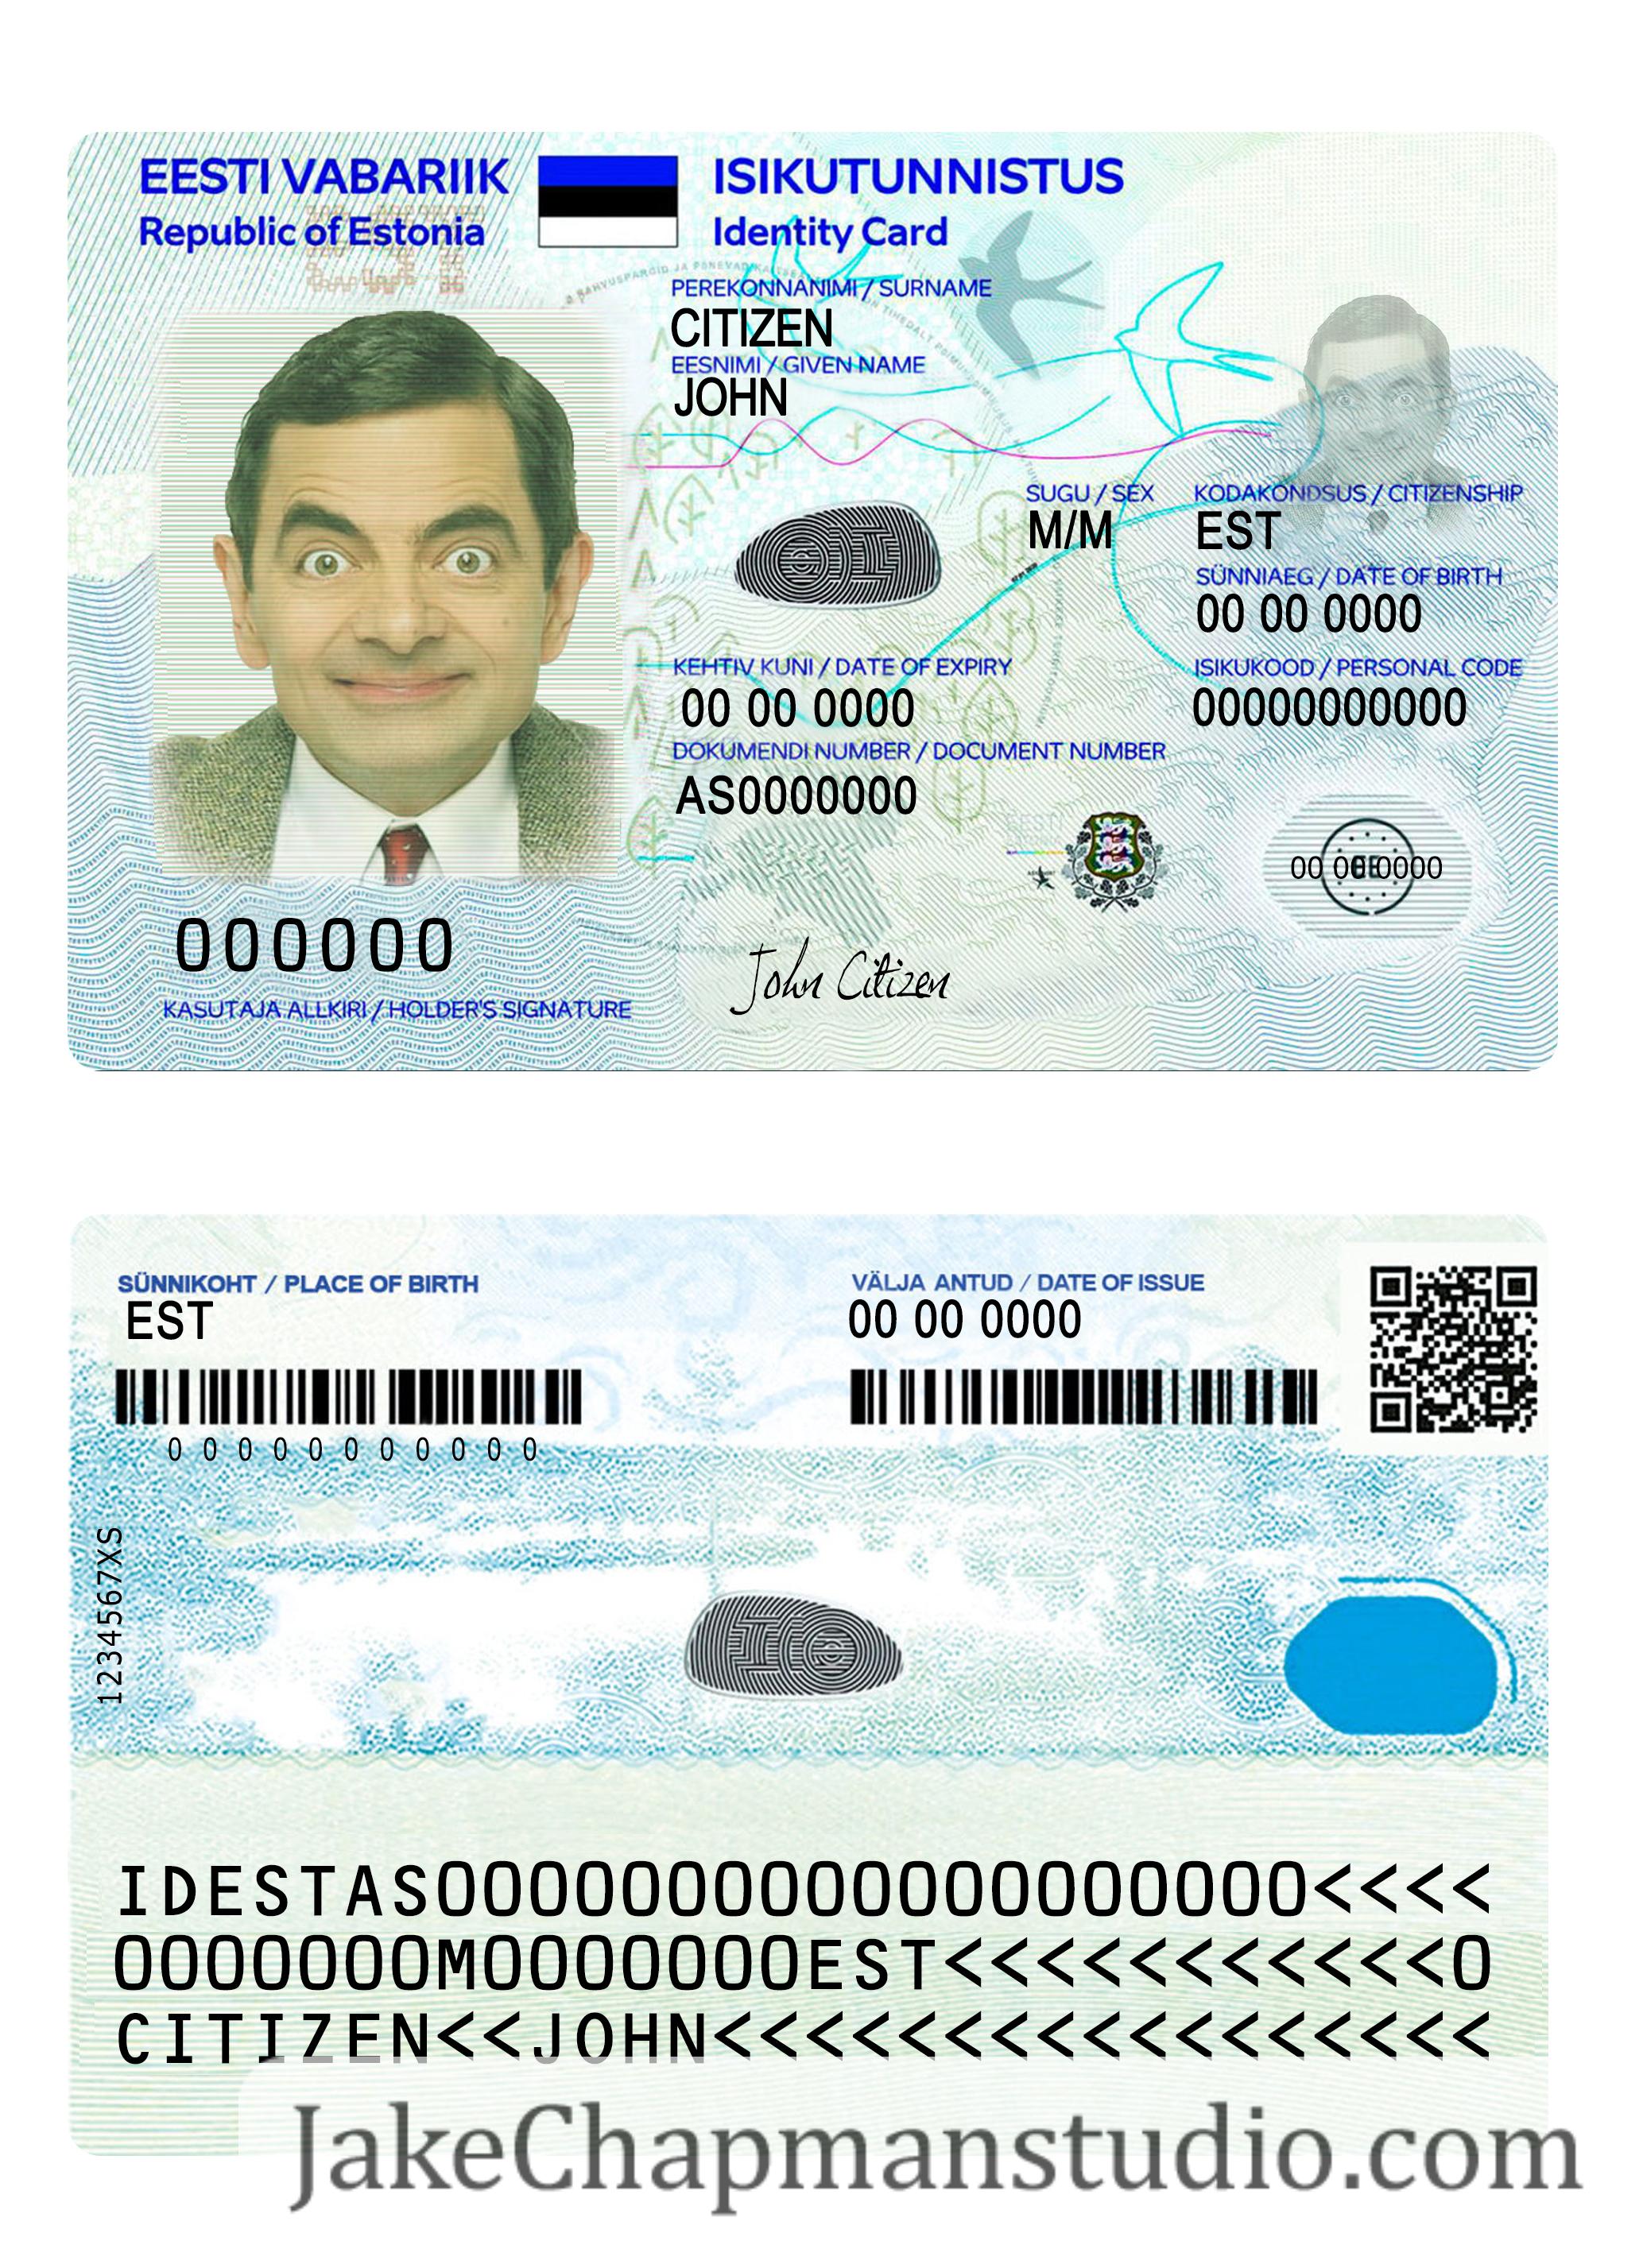 EESTI VABARIIK
Republic of Estonia
ISIKUTUNNISTUS
Identity Card
PEREKONNANIMI / SURNAME
CITIZEN
EESNIMI / GIVEN NAME
JOHN
SUGU / SEX
M/M
KODAKONDSUS / CITIZENSHIP
EST
SÜNNIAEG / DATE OF BIRTH
00 00 0000
KEHTIV KUNI / DATE OF EXPIRY
00 00 0000
ISIKUKOOD / PERSONAL CODE
00000000000
DOKUMENDI NUMBER / DOCUMENT NUMBER
AS0000000
00 00 0000
000000
KASUTAJA ALLKIRI / HOLDER'S SIGNATURE
John Citizen
SÜNNIKOHT / PLACE OF BIRTH
EST
VÄLJA ANTUD / DATE OF ISSUE
00 00 0000
0 0 0 0 0 0 0 0 0 0 0
1234567XS
IDESTAS0000000000000000000<<<<
0000000M0000000EST<<<<<<<<<<<0
CITIZEN<<JOHN<<<<<<<<<<<<<<<<<
JakeChapmanstudio.com